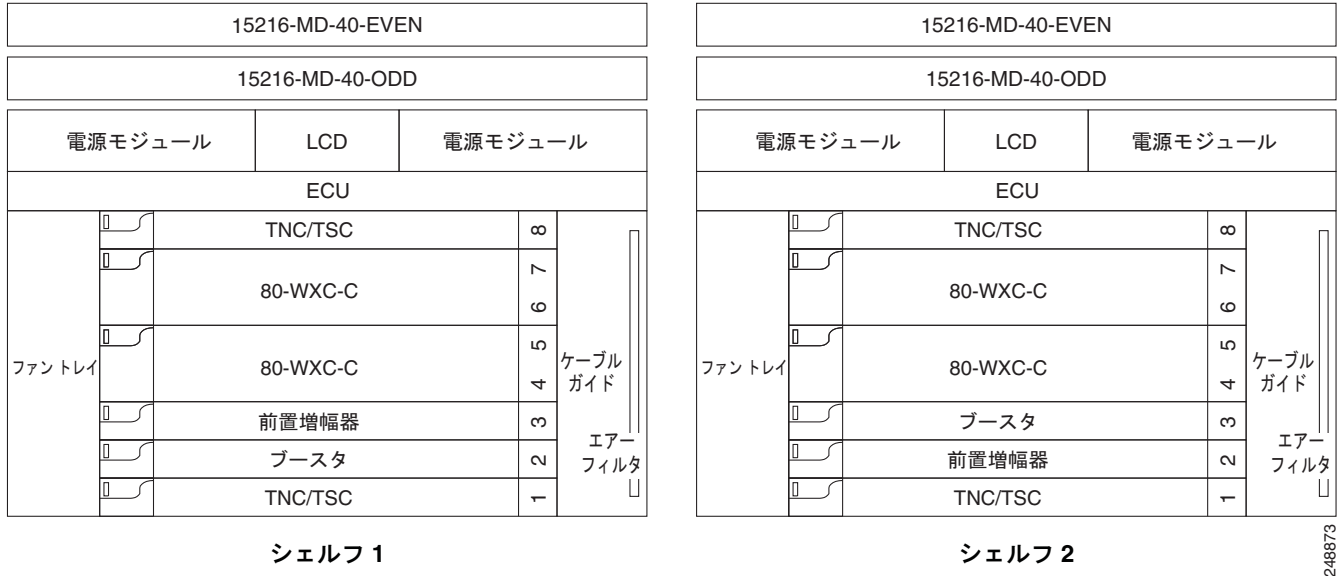 15216-MD-40-EVEN
15216-MD-40-ODD
電源モジュール LCD 電源モジュール
ECU
TNC/TSC 8
80-WXC-C 7 6
80-WXC-C 5 4
前置増幅器 3
ブースタ 2
TNC/TSC 1
ファン トレイ
ケーブル
ガイド
エアー
フィルタ
シェルフ 1
15216-MD-40-EVEN
15216-MD-40-ODD
電源モジュール LCD 電源モジュール
ECU
TNC/TSC 8
80-WXC-C 7 6
80-WXC-C 5 4
ブースタ 3
前置増幅器 2
TNC/TSC 1
ファン トレイ
ケーブル
ガイド
エアー
フィルタ
シェルフ 2
248873